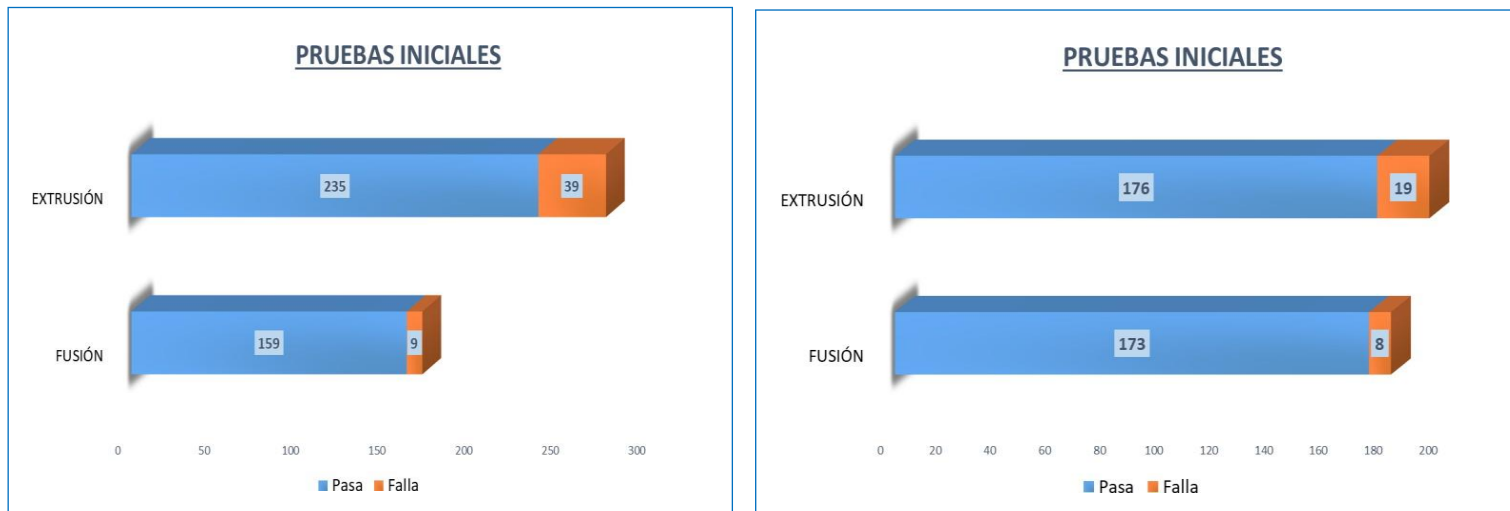 PRUEBAS INICIALES
EXTRUSIÓN
235
39
FUSIÓN
159
9
0 50 100 150 200 250 300
Pasa Falla
PRUEBAS INICIALES
EXTRUSIÓN
176
19
FUSIÓN
173
8
0 20 40 60 80 100 120 140 160 180 200
Pasa Falla